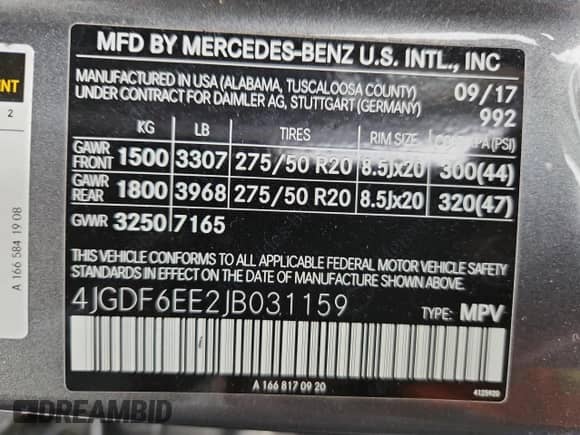 MFD BY MERCEDES-BENZ U.S. INTL., INC
MANUFACTURED IN USA (ALABAMA, TUSCALOOSA COUNTY) 09/17
UNDER CONTRACT FOR DAIMLER AG, STUTTGART (GERMANY) 992
KG LB TIRES RIM SIZE KPA (PSI)
GAWR FRONT 1500 3307 275/50 R20 8.5Jx20 300(44)
GAWR REAR 1800 3968 275/50 R20 8.5Jx20 320(47)
GVWR 3250 7165
THIS VEHICLE CONFORMS TO ALL APPLICABLE FEDERAL MOTOR VEHICLE SAFETY
STANDARDS IN EFFECT ON THE DATE OF MANUFACTURE SHOWN ABOVE.
4JGDF6EE2JB031159 TYPE: MPV
A 166 817 09 20
4125920
2
A 166 584 19 08
DREAMBID